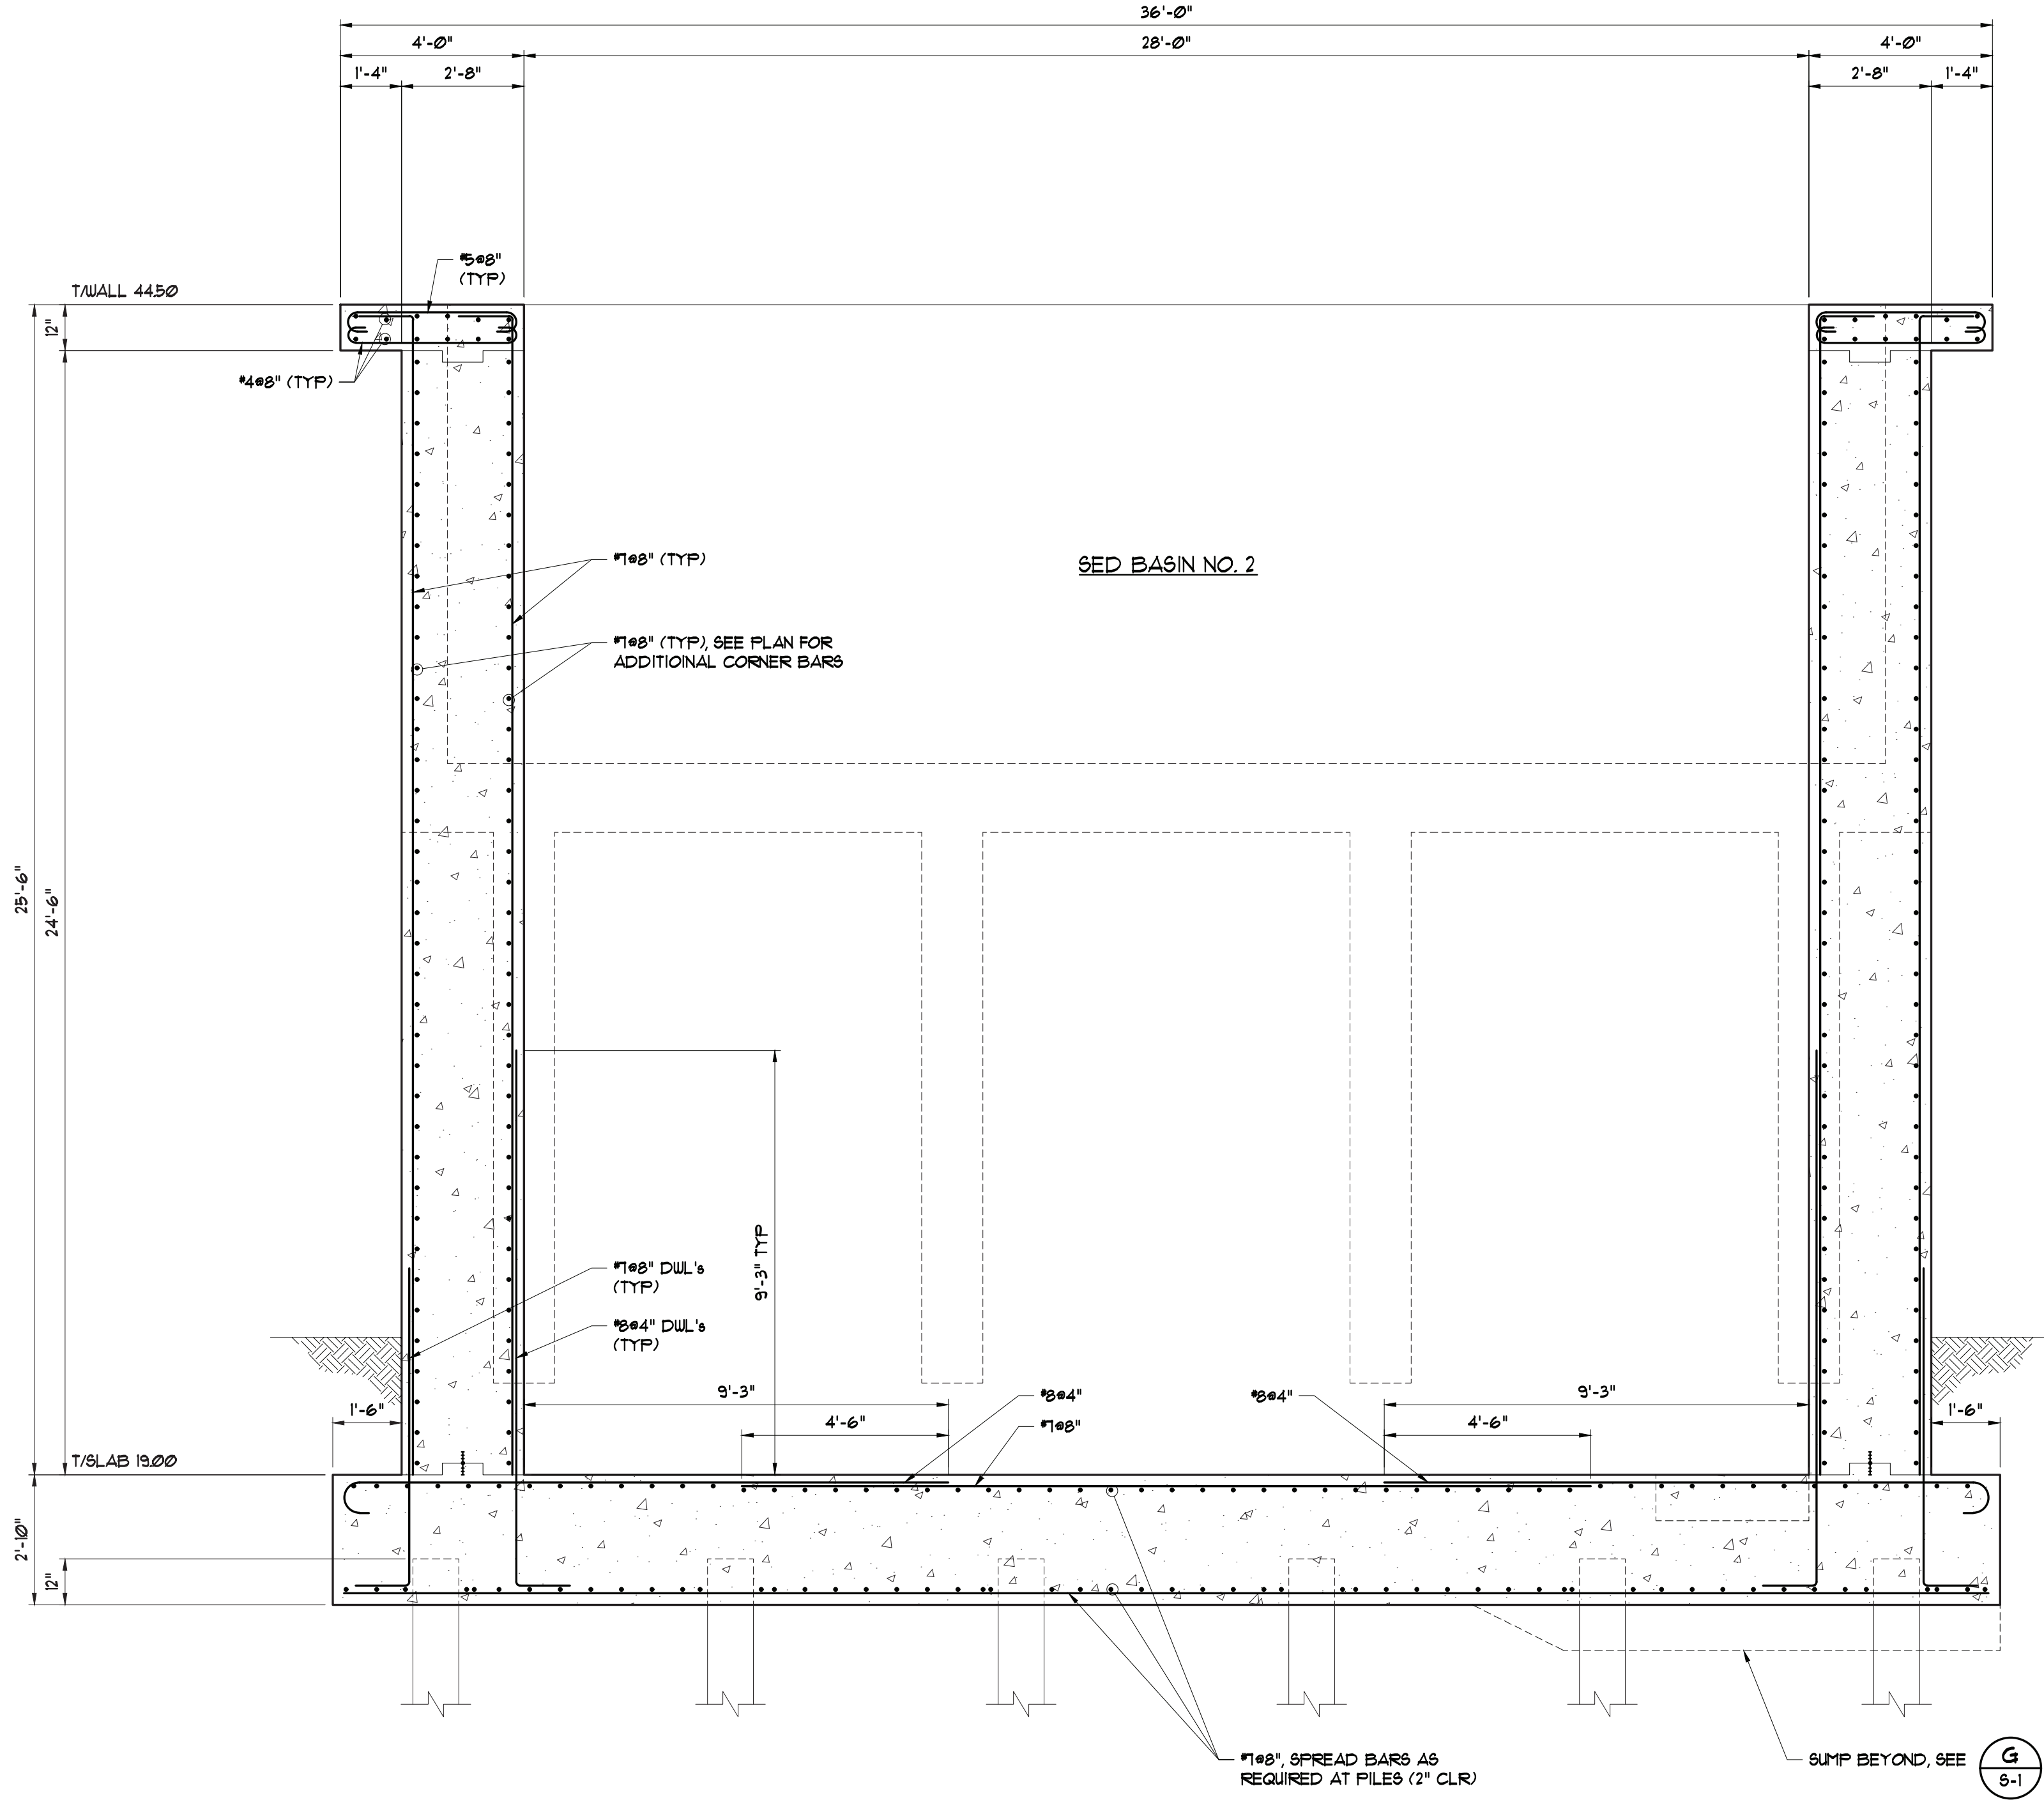 36'-0"
4'-0" 28'-0" 4'-0"
1'-4" 2'-8" 2'-8" 1'-4"
#5@8"
(TYP)
T/WALL 44.50
12"
#4@8" (TYP)
#7@8" (TYP)
SED BASIN NO. 2
#7@8" (TYP), SEE PLAN FOR
ADDITIOINAL CORNER BARS
25'-6"
24'-6"
9'-3" TYP
#7@8" DWL's
(TYP)
#8@4" DWL's
(TYP)
9'-3"
#8@4"
#8@4"
9'-3"
1'-6"
4'-6"
#7@8"
4'-6"
1'-6"
T/SLAB 19.00
2'-10"
12"
#7@8", SPREAD BARS AS
REQUIRED AT PILES (2" CLR)
SUMP BEYOND, SEE
G
S-1